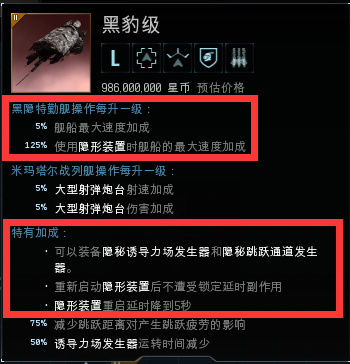 黑豹级
L
986,000,000 星币 预估价格
黑隐特勤舰操作每升一级：
5% 舰船最大速度加成
125% 使用隐形装置时舰船的最大速度加成
米玛塔尔战列舰操作每升一级：
5% 大型射弹炮台射速加成
5% 大型射弹炮台伤害加成
特有加成：
· 可以装备隐秘诱导力场发生器和隐秘跳跃通道发生
器。
· 重新启动隐形装置后不遭受锁定延时副作用
· 隐形装置重启延时降到5秒
75% 减少跳跃距离对产生跳跃疲劳的影响
50% 诱导力场发生器运转时间减少